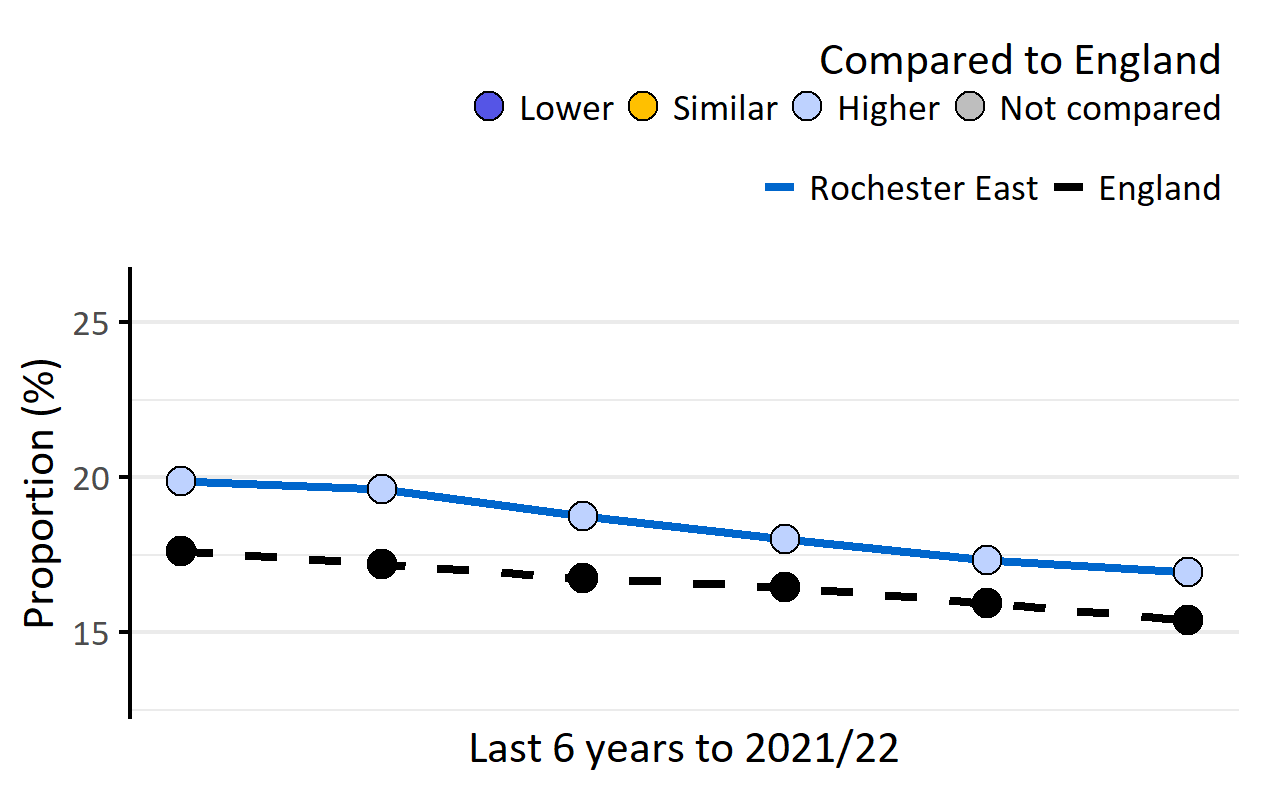 Compared to England
Lower Similar Higher Not compared
Rochester East England
Proportion (%)
25
20
15
Last 6 years to 2021/22